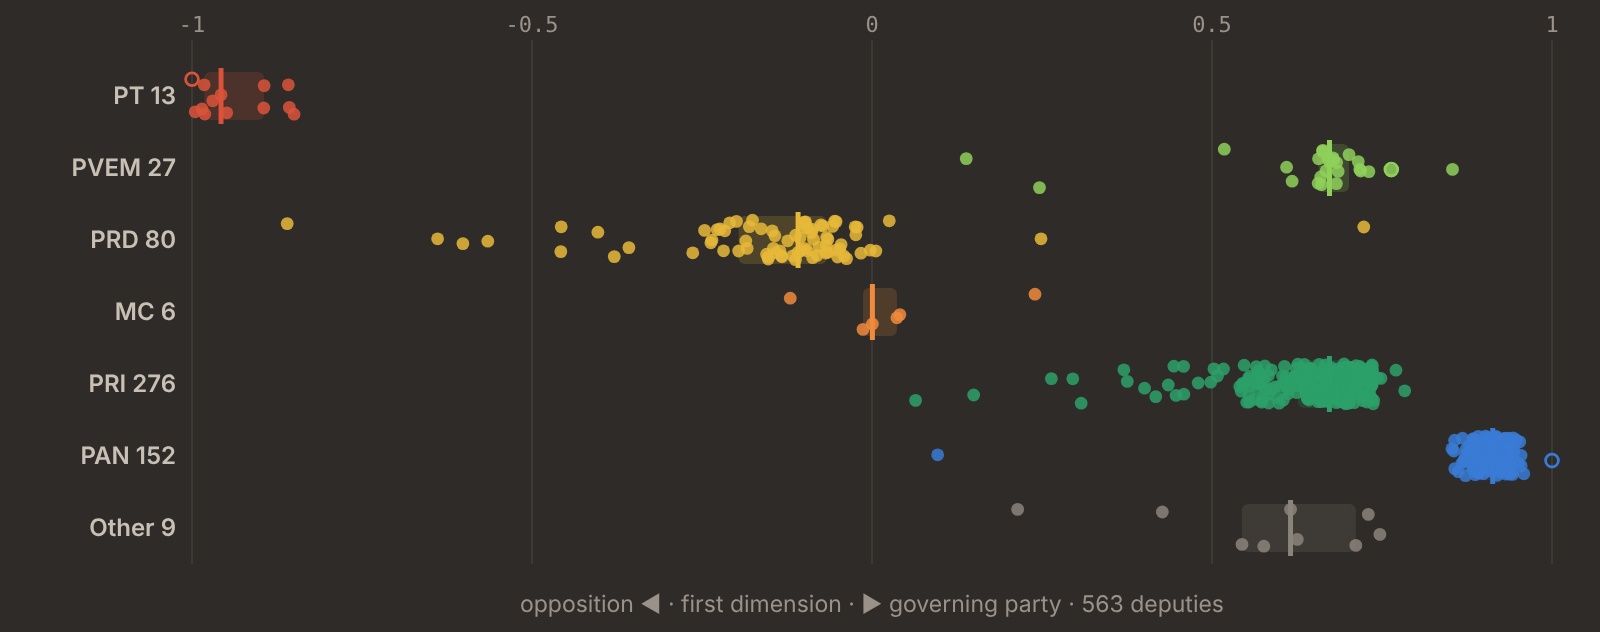 -1 -0.5 0 0.5 1
PT 13
PVEM 27
PRD 80
MC 6
PRI 276
PAN 152
Other 9
opposition ◀ · first dimension · ▶ governing party · 563 deputies